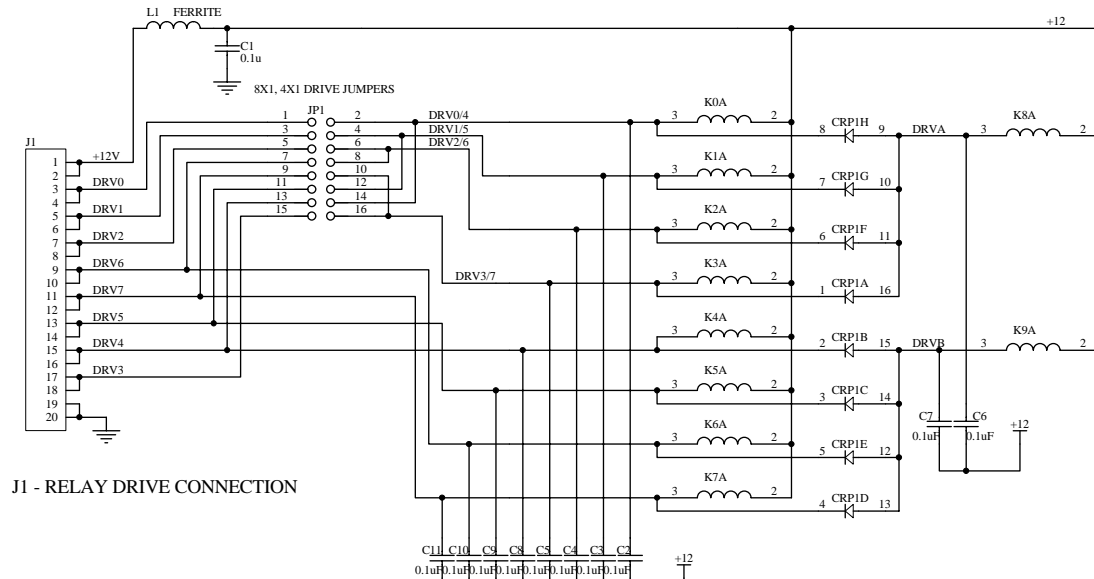 L1 FERRITE
+12
C1
0.1u
8X1, 4X1 DRIVE JUMPERS
JP1
1 2 DRV0/4
3 4 DRV1/5
5 6 DRV2/6
7 8
9 10
11 12
13 14
15 16
DRV3/7
J1
1 +12V
2
3 DRV0
4
5 DRV1
6
7 DRV2
8
9 DRV6
10
11 DRV7
12
13 DRV5
14
15 DRV4
16
17 DRV3
18
19
20
3 K0A 2
8 CRP1H 9 DRVA 3 K8A 2
3 K1A 2
7 CRP1G 10
3 K2A 2
6 CRP1F 11
3 K3A 2
1 CRP1A 16
3 K4A 2
2 CRP1B 15 DRVB 3 K9A 2
3 K5A 2
3 CRP1C 14
3 K6A 2
5 CRP1E 12
3 K7A 2
4 CRP1D 13
C7 C6 +12
0.1uF 0.1uF
J1 - RELAY DRIVE CONNECTION
C11 C10 C9 C8 C5 C4 C3 C2 +12
0.1uF 0.1uF 0.1uF 0.1uF 0.1uF 0.1uF 0.1uF 0.1uF